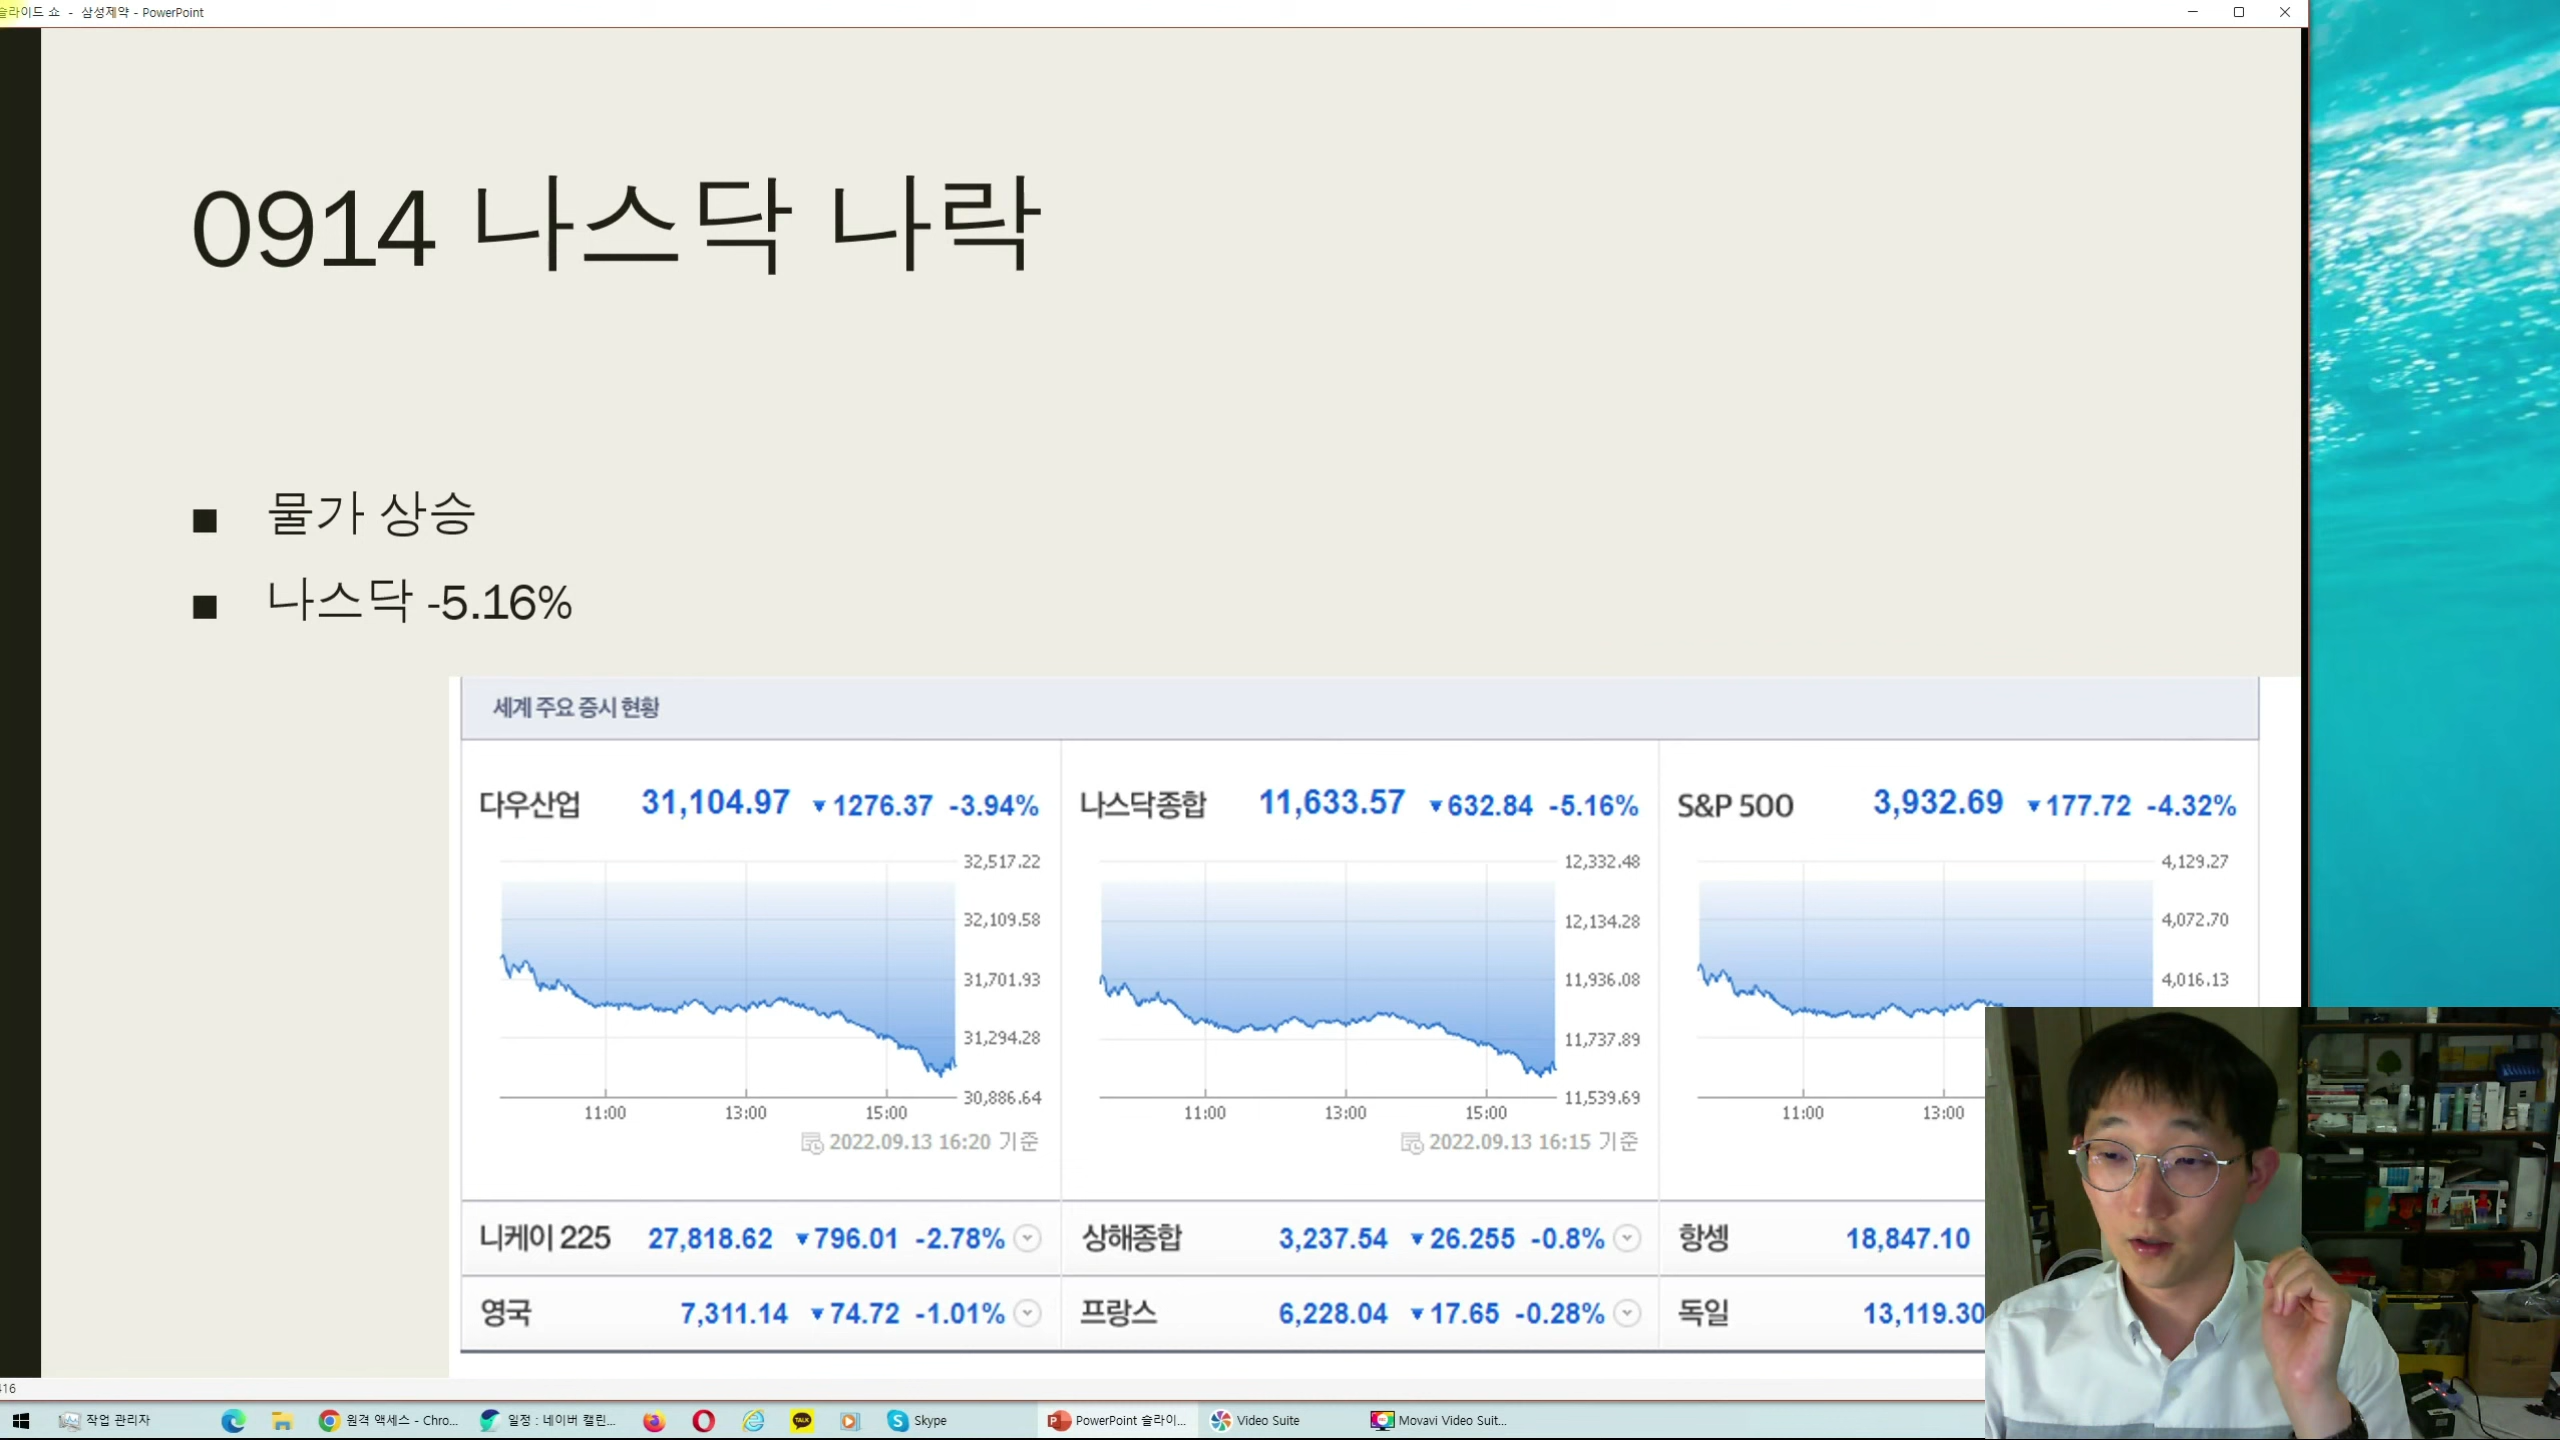 슬라이드 쇼 - 삼성제약 - PowerPoint
0914 나스닥 나락
■ 물가 상승
■ 나스닥 -5.16%
세계 주요 증시 현황
다우산업 31,104.97 ▼1276.37 -3.94%
32,517.22
32,109.58
31,701.93
31,294.28
30,886.64
11:00 13:00 15:00
2022.09.13 16:20 기준
나스닥종합 11,633.57 ▼632.84 -5.16%
12,332.48
12,134.28
11,936.08
11,737.89
11,539.69
11:00 13:00 15:00
2022.09.13 16:15 기준
S&P 500 3,932.69 ▼177.72 -4.32%
4,129.27
4,072.70
4,016.13
11:00 13:00
니케이 225 27,818.62 ▼796.01 -2.78%
상해종합 3,237.54 ▼26.255 -0.8%
항셍 18,847.10
영국 7,311.14 ▼74.72 -1.01%
프랑스 6,228.04 ▼17.65 -0.28%
독일 13,119.30
416
작업 관리자
원격 액세스 - Chro...
일정 : 네이버 캘린...
TALK
Skype
PowerPoint 슬라이...
Video Suite
Movavi Video Suit...